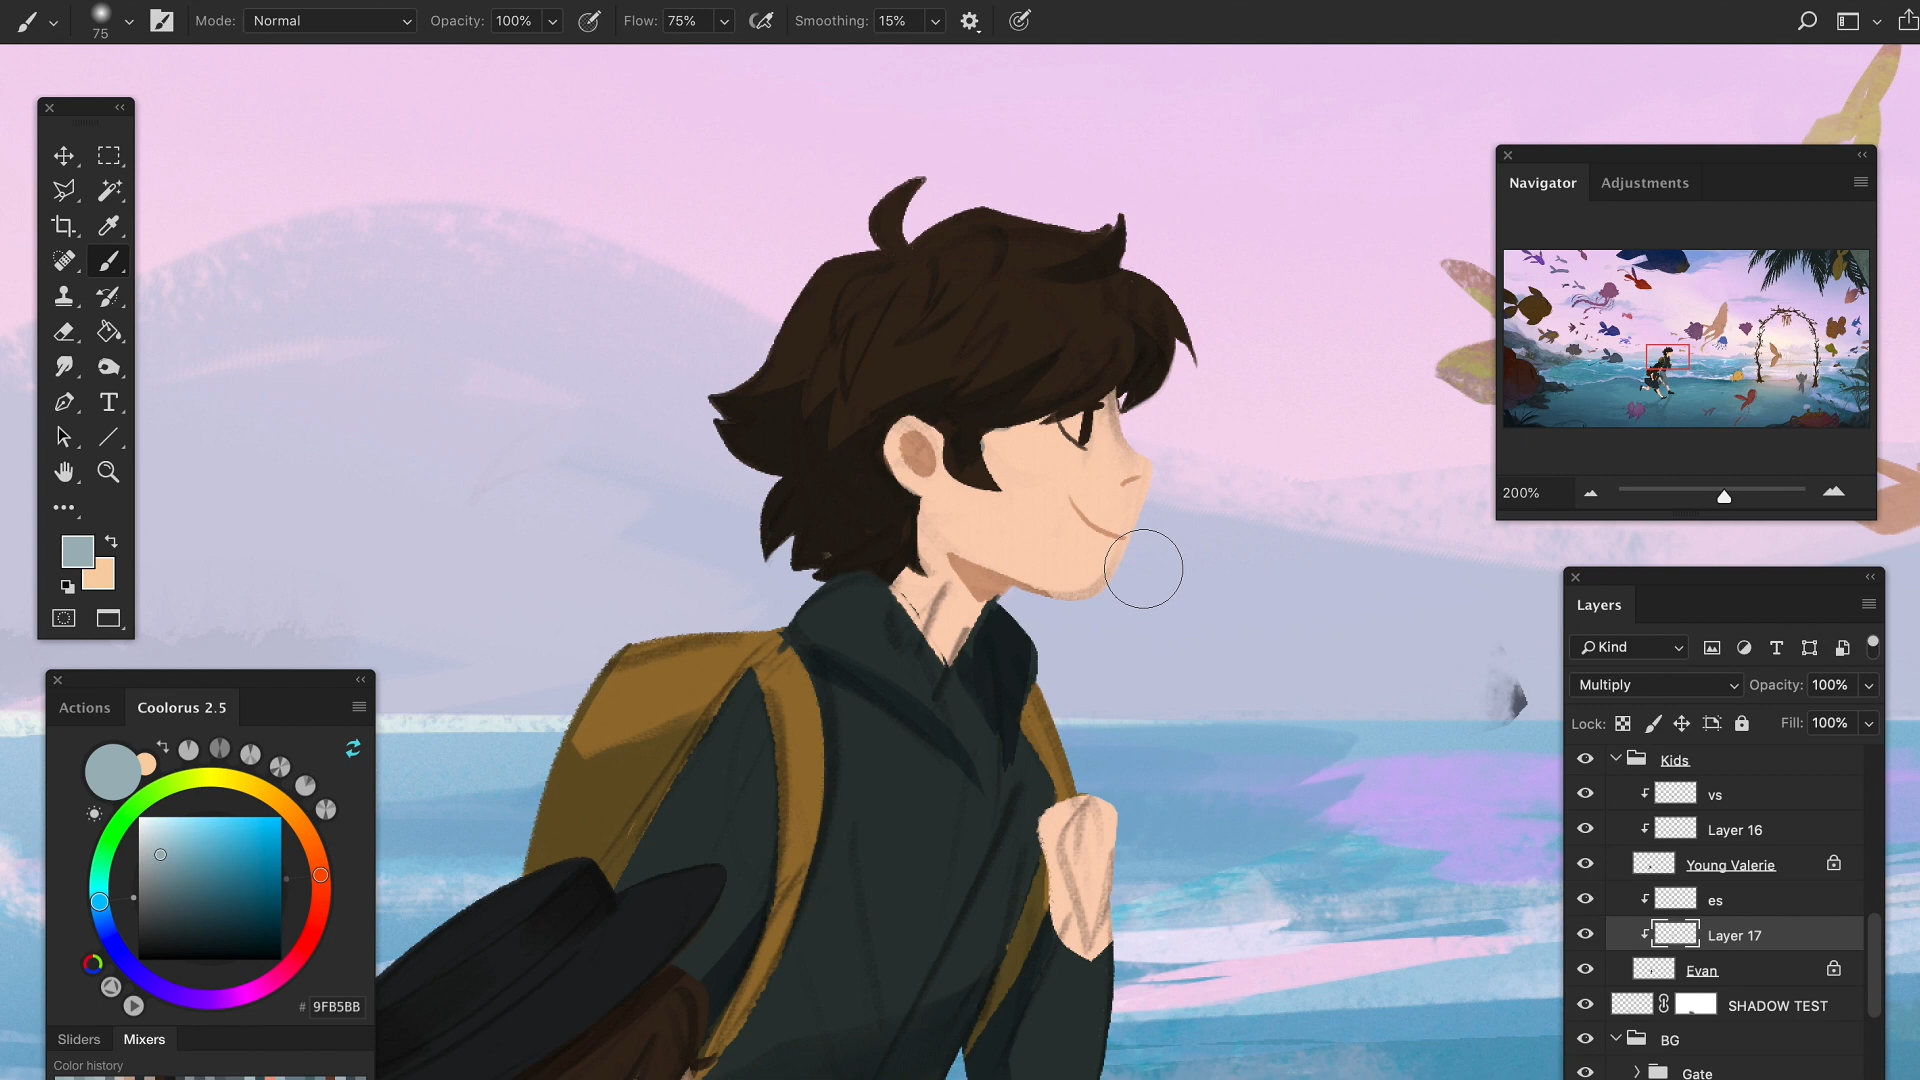 75
Mode: Normal Opacity: 100% Flow: 75% Smoothing: 15%
Navigator Adjustments
200%
Layers
Kind
Multiply Opacity: 100%
Lock: Fill: 100%
Kids
vs
Layer 16
Young Valerie
es
Layer 17
Evan
SHADOW TEST
BG
Gate
Actions Coolorus 2.5
# 9FB5BB
Sliders Mixers
Color history